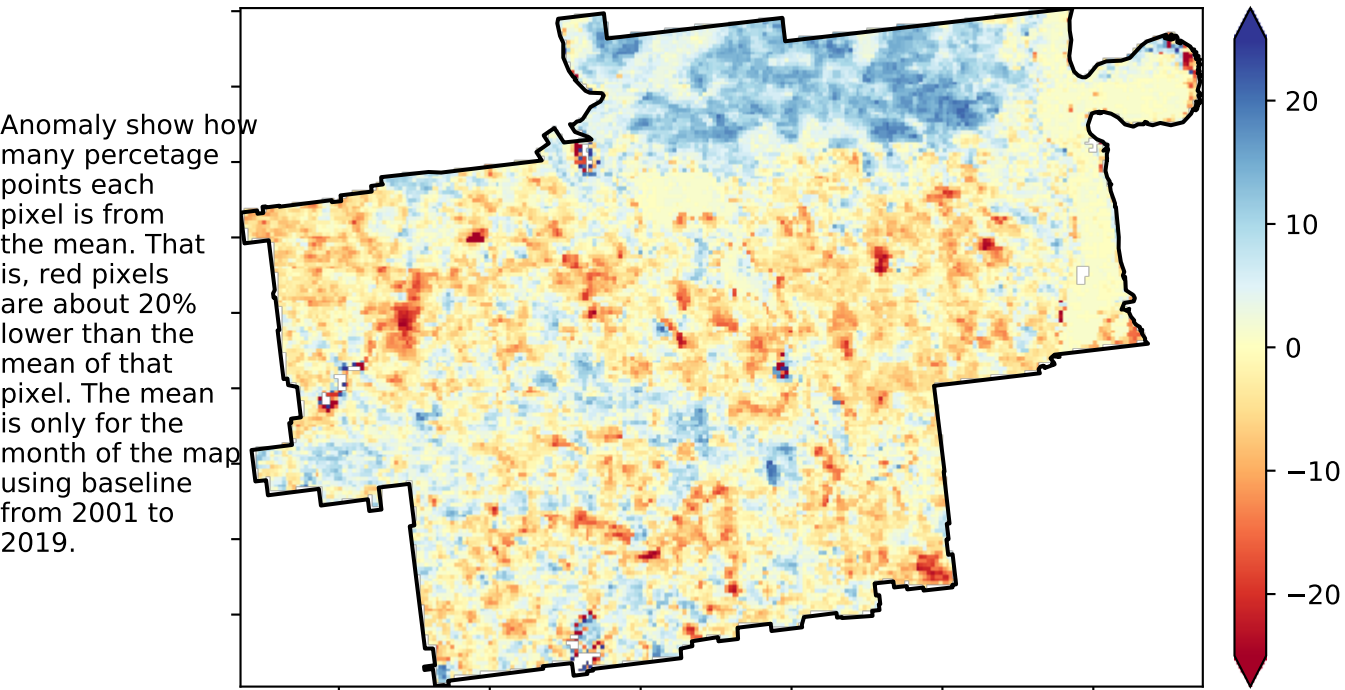 Anomaly show how
many percetage
points each
pixel is from
the mean. That
is, red pixels
are about 20%
lower than the
mean of that
pixel. The mean
is only for the
month of the map
using baseline
from 2001 to
2019.
20
10
0
−10
−20